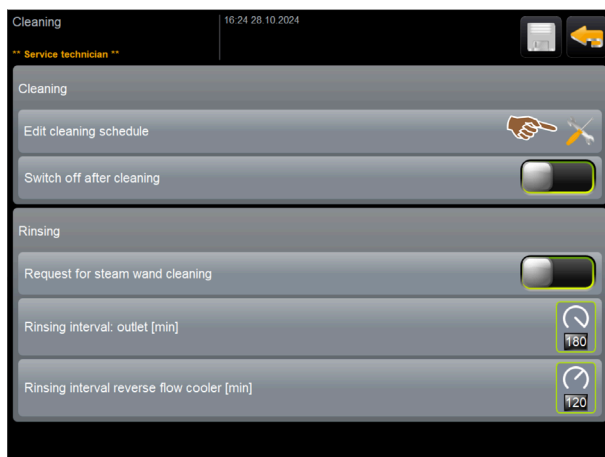 Cleaning
16:24 28.10.2024
** Service technician **
Cleaning
Edit cleaning schedule
Switch off after cleaning
Rinsing
Request for steam wand cleaning
Rinsing interval: outlet [min]
180
Rinsing interval reverse flow cooler [min]
120